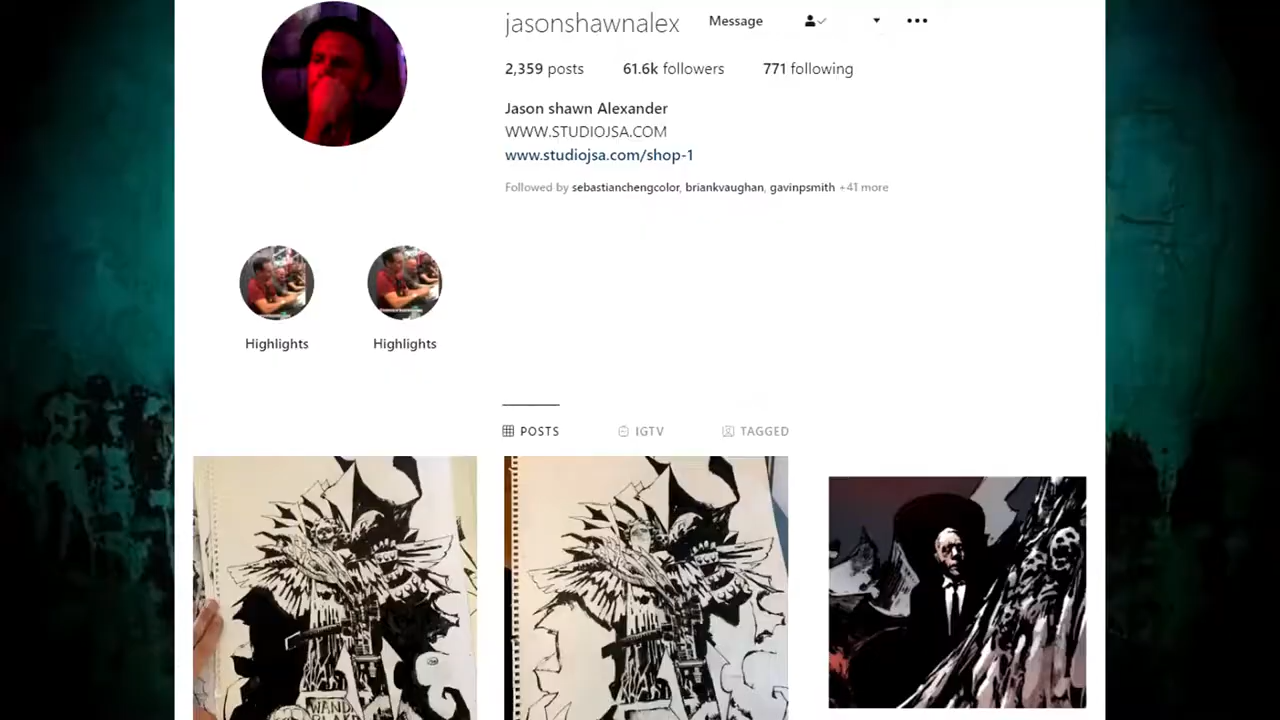 jasonshawnalex Message
2,359 posts 61.6k followers 771 following
Jason shawn Alexander
WWW.STUDIOJSA.COM
www.studiojsa.com/shop-1
Followed by sebastianchengcolor, briankvaughan, gavinpsmith +41 more
Highlights Highlights
POSTS IGTV TAGGED
WANDA